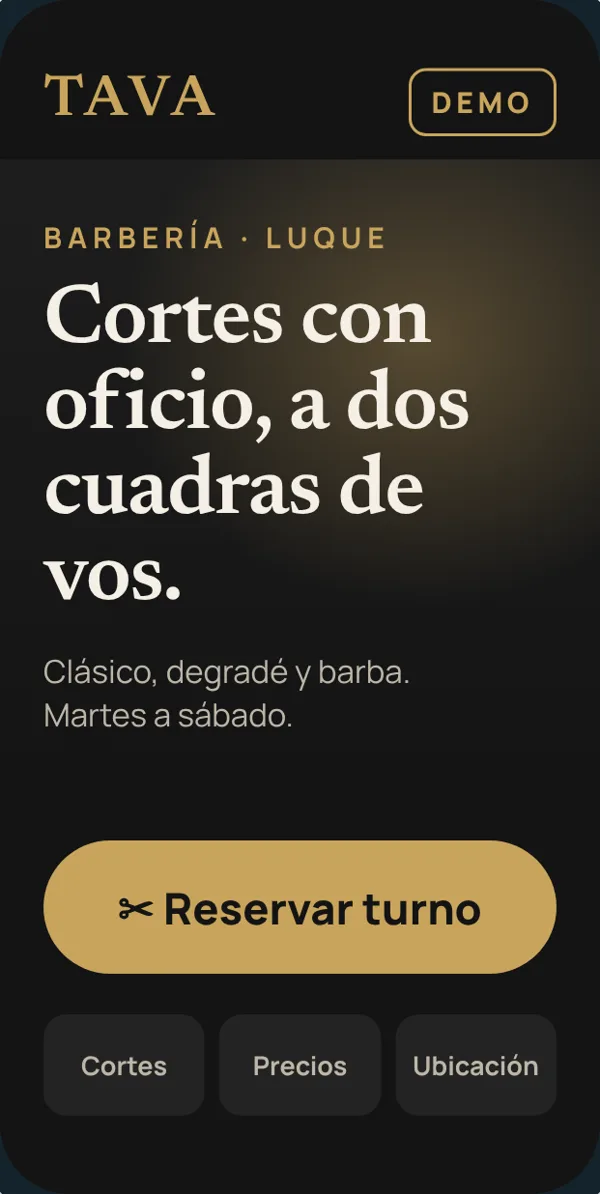 TAVA
DEMO
BARBERÍA · LUQUE
Cortes con
oficio, a dos
cuadras de
vos.
Clásico, degradé y barba.
Martes a sábado.
✂ Reservar turno
Cortes
Precios
Ubicación